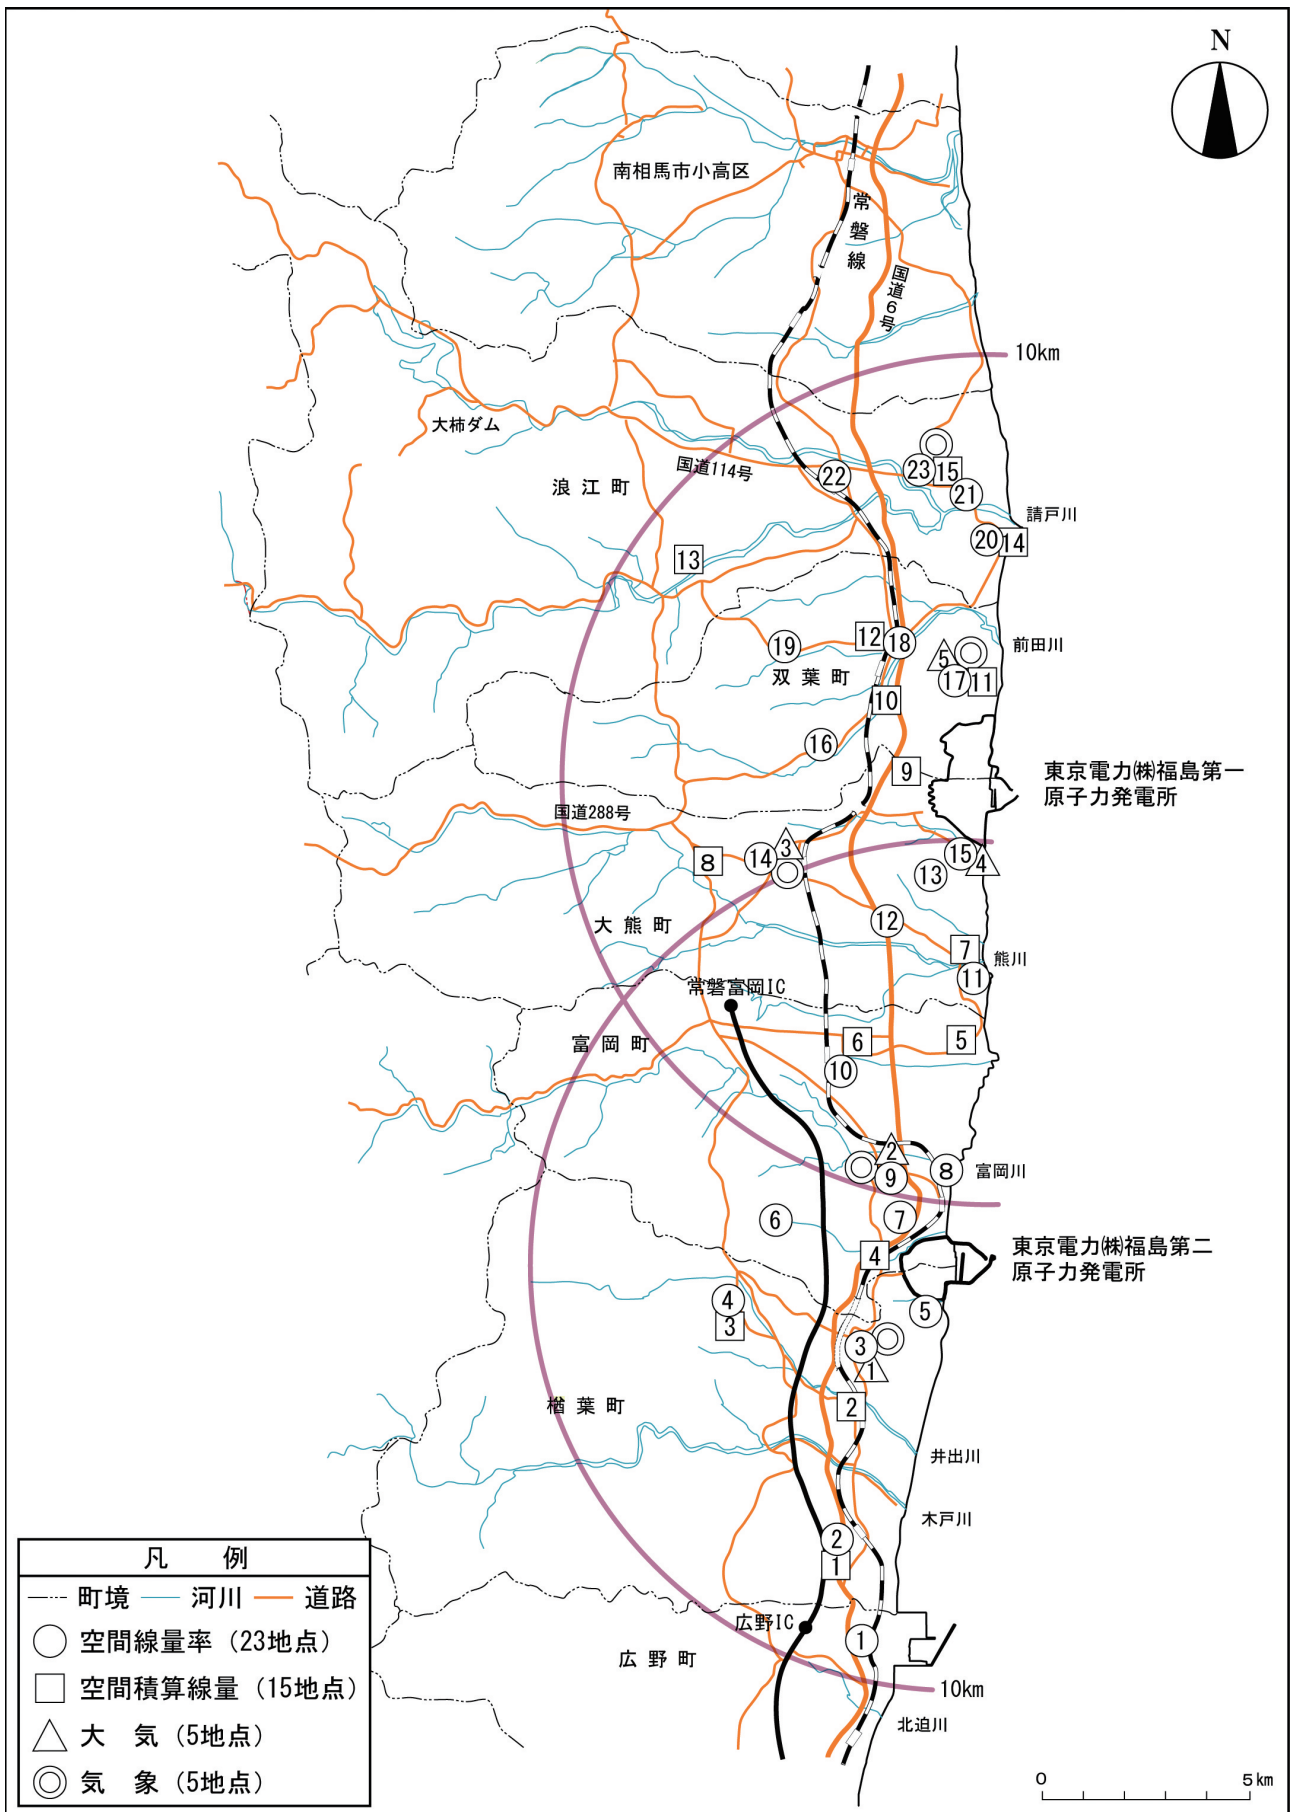 N
南相馬市小高区
常磐線
国道6号
10km
大柿ダム
国道114号
浪江町
22
23
15
21
請戸川
20
14
13
12
18
19
双葉町
前田川
5
17
11
10
16
9
東京電力㈱福島第一
原子力発電所
国道288号
8
14
3
15
4
13
大熊町
12
7
熊川
11
常磐富岡IC
富岡町
6
5
10
2
9
8
富岡川
6
7
4
東京電力㈱福島第二
原子力発電所
4
3
5
3
1
楢葉町
2
井出川
木戸川
2
1
広野IC
1
広野町
10km
北迫川
凡例
町境 河川 道路
空間線量率（23地点）
空間積算線量（15地点）
大気（5地点）
気象（5地点）
0 5km